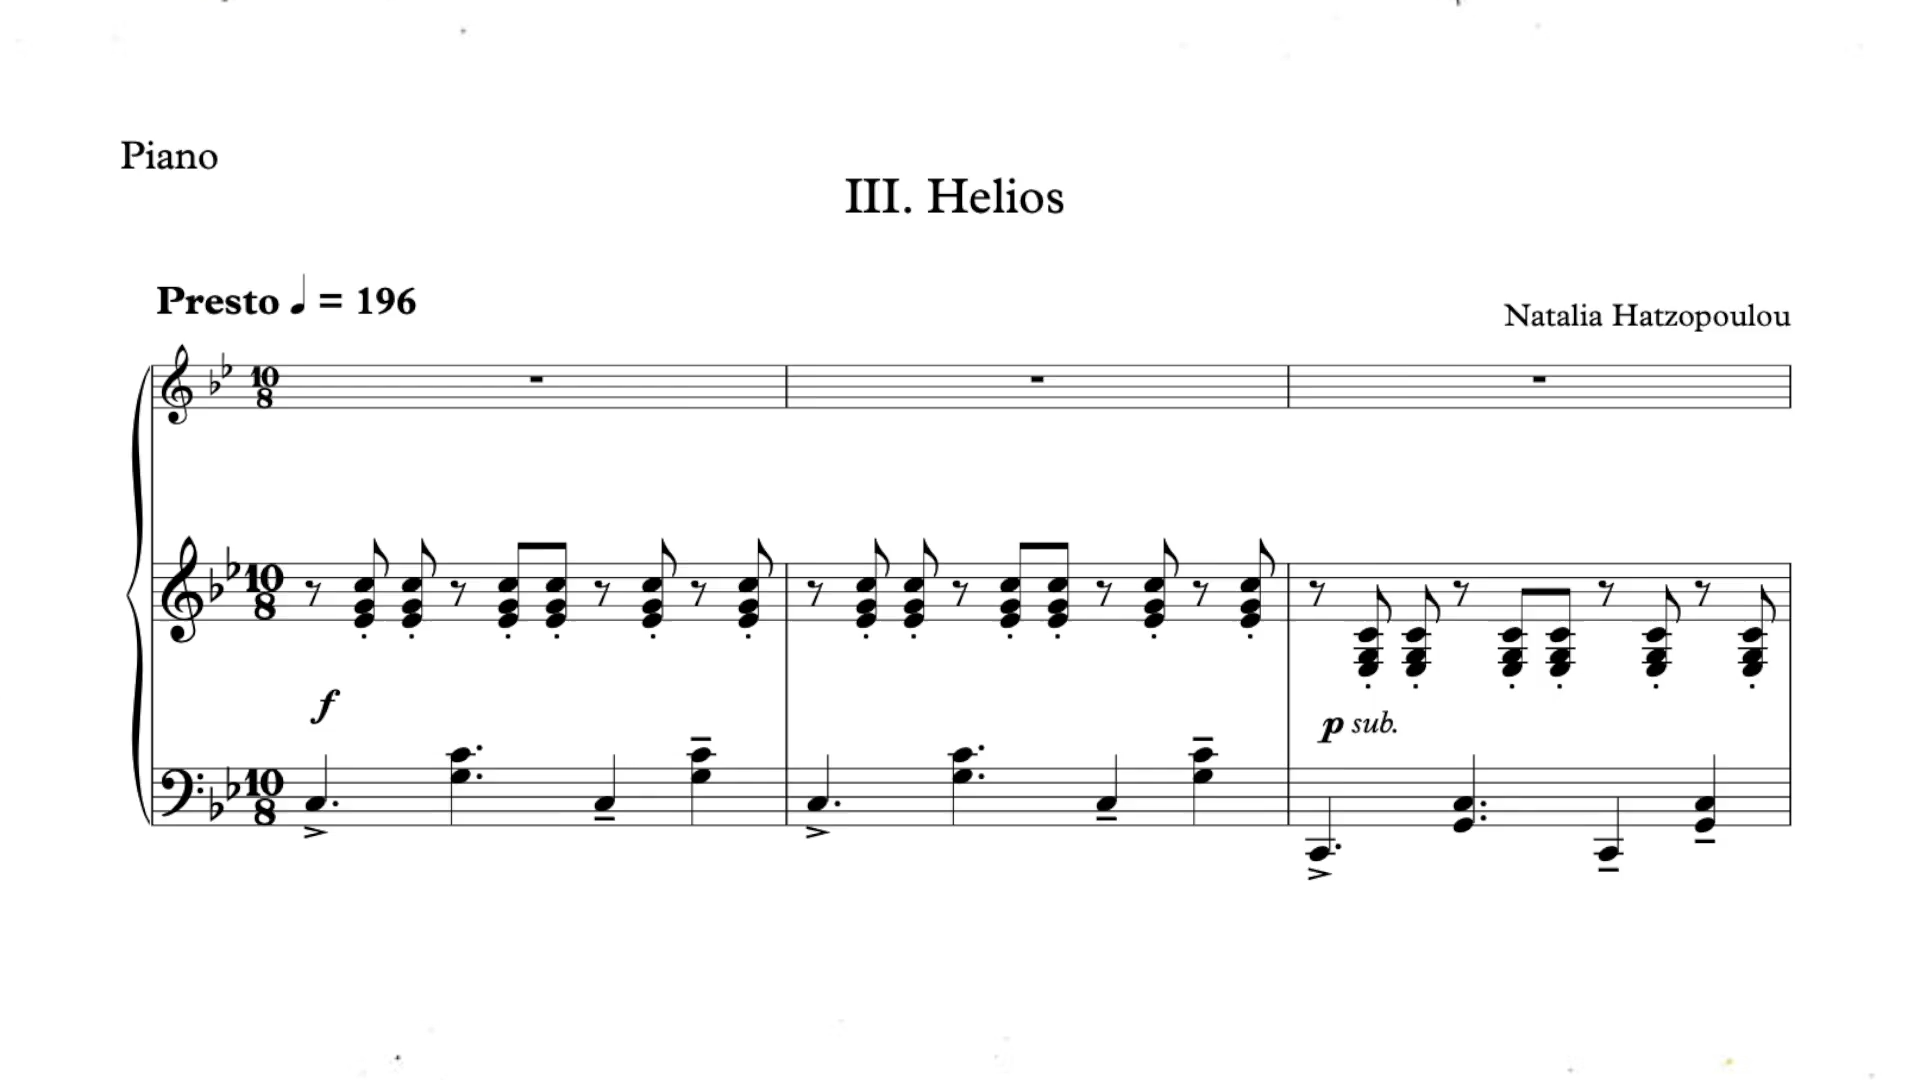 Piano
III. Helios
Presto ♩ = 196
Natalia Hatzopoulou
10
8
10
8
f
p sub.
10
8